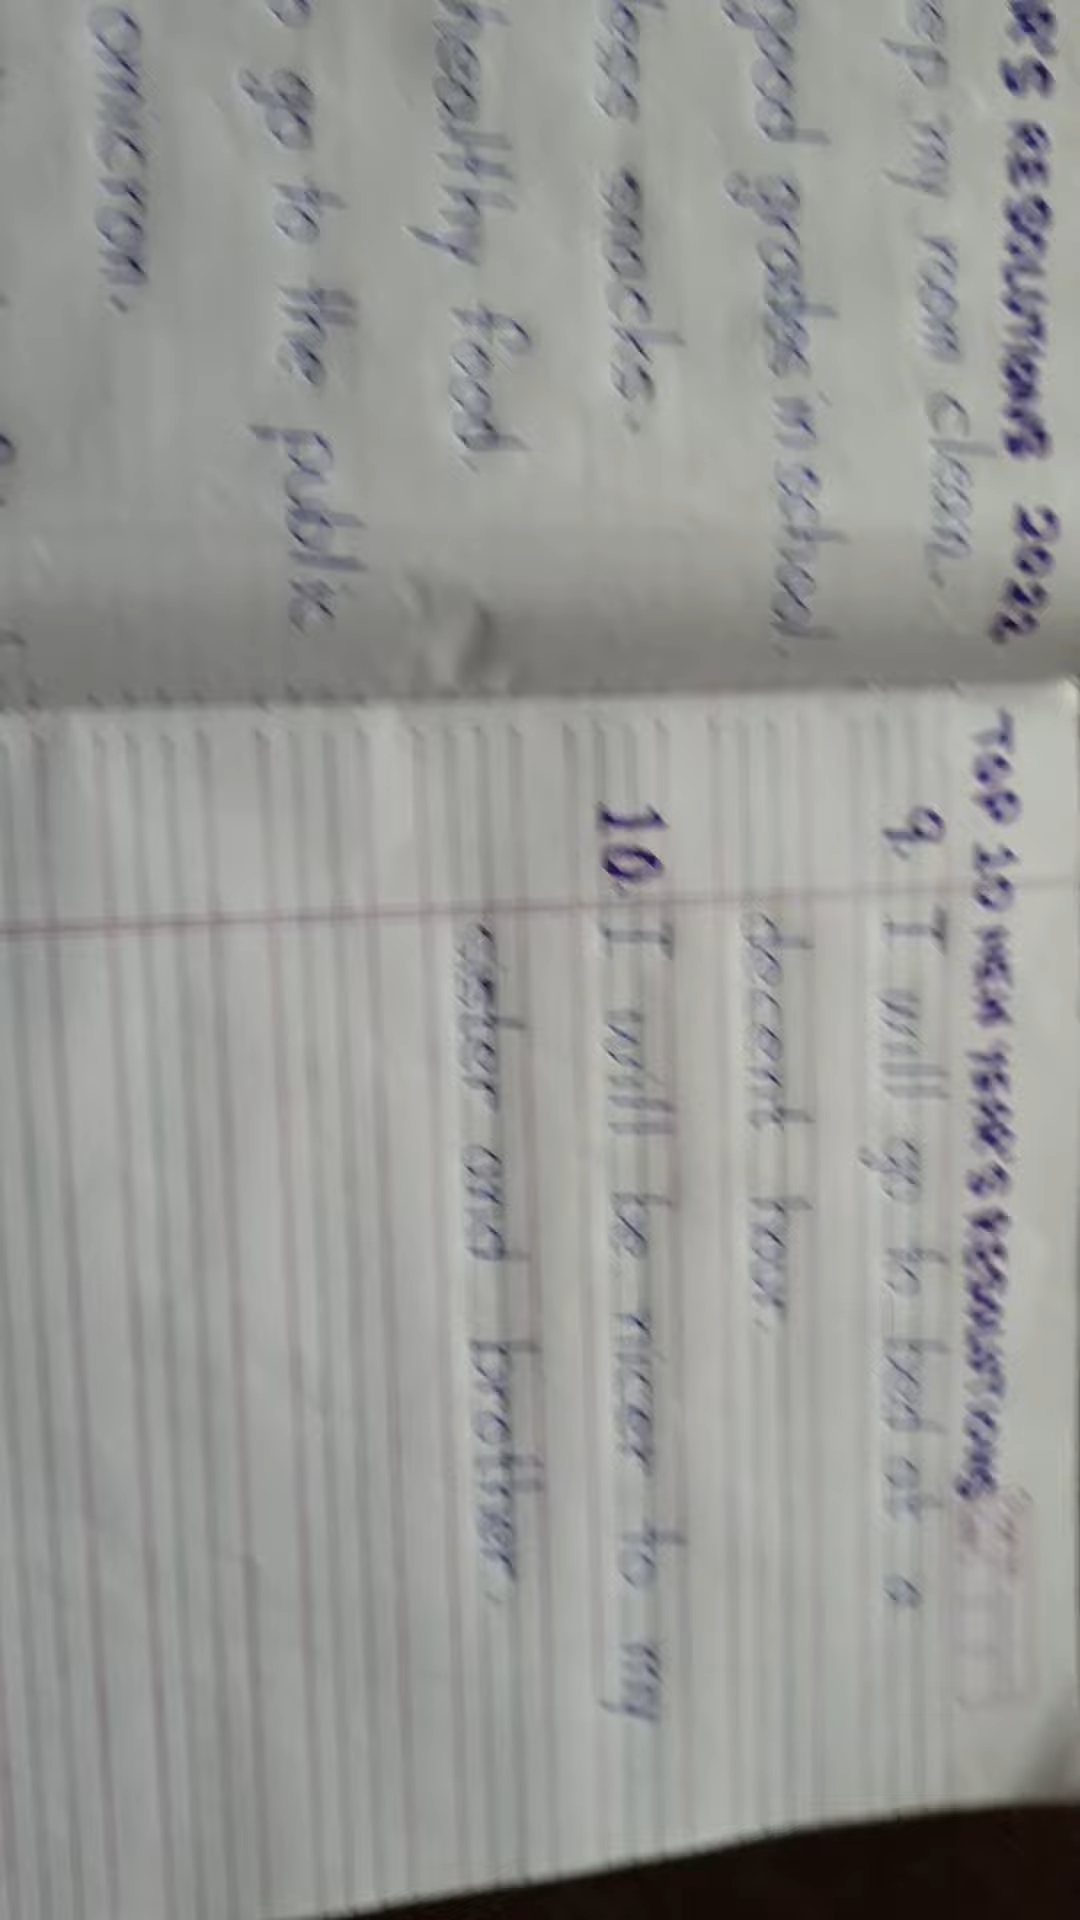 R'S RESOLUTIONS 2022
ep my room clean.
good grades in school.
less snacks.
healthy food.
o go to the public
omicron.
TOP 10 NEW YEAR'S RESOLUTIONS
9. I will go to bed at a
decent hour.
10. I will be nicer to my
sister and brother.